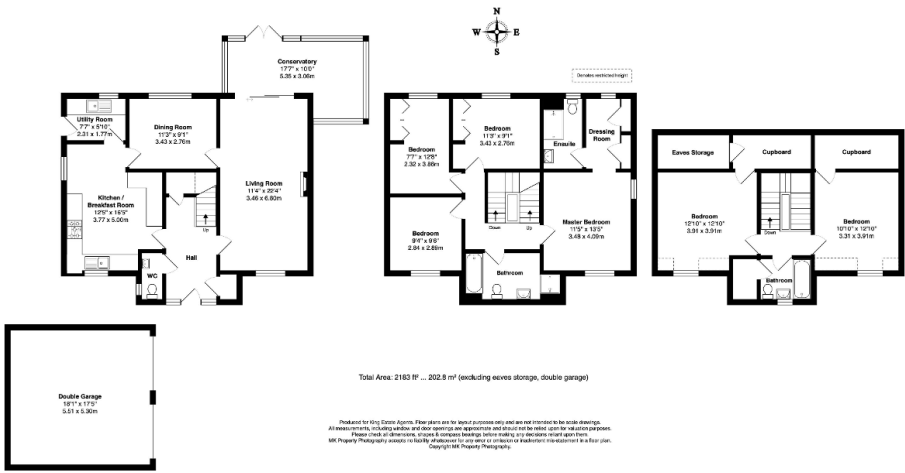 N
W E
S
Conservatory
17'7" x 10'0"
5.35 x 3.06m
Denotes restricted height
Utility Room
7'7" x 5'10"
2.31 x 1.77m
Dining Room
11'3" x 9'1"
3.43 x 2.76m
Kitchen /
Breakfast Room
12'5" x 16'5"
3.77 x 5.00m
Living Room
11'4" x 22'4"
3.46 x 6.80m
Up
Hall
WC
Bedroom
7'7" x 12'8"
2.32 x 3.86m
Bedroom
11'3" x 9'1"
3.43 x 2.76m
Ensuite
Dressing
Room
Bedroom
9'4" x 9'6"
2.84 x 2.89m
Down
Up
Master Bedroom
11'5" x 13'5"
3.48 x 4.09m
Bathroom
Eaves Storage
Cupboard
Cupboard
Bedroom
12'10" x 12'10"
3.91 x 3.91m
Down
Bedroom
10'10" x 12'10"
3.31 x 3.91m
Bathroom
Double Garage
18'1" x 17'5"
5.51 x 5.30m
Total Area: 2183 ft² ... 202.8 m² (excluding eaves storage, double garage)
Produced for King Estate Agents. Floor plans are for layout purposes only and are not intended to be scale drawings.
All measurements, including window and door openings are approximate and should not be relied upon for valuation purposes.
Please check all dimensions, shapes & compass bearings before making any decisions reliant upon them.
MK Property Photography accepts no liability whatsoever for any error or omission or inadvertent mis-statement in a floor plan.
Copyright MK Property Photography.